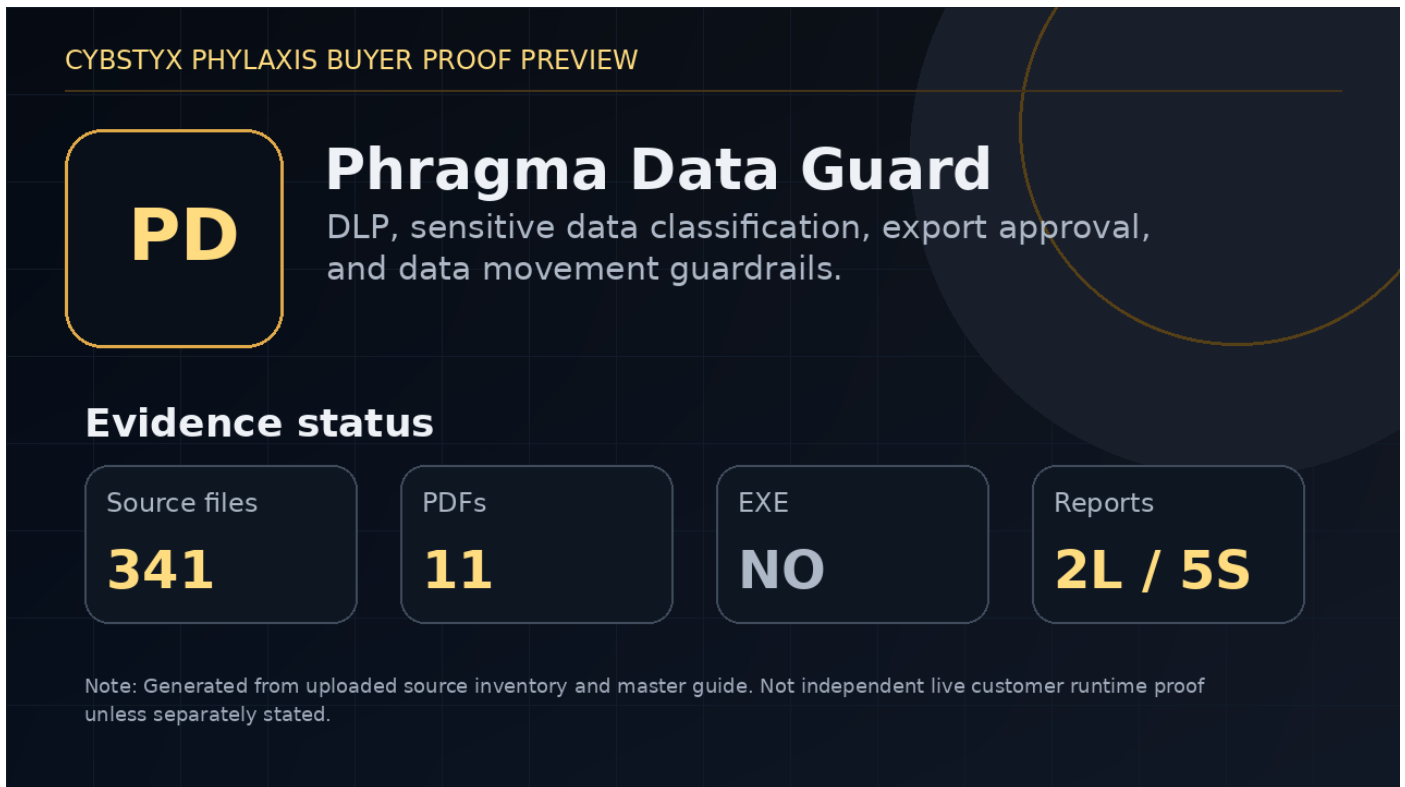 CYBSTYX PHYLAXIS BUYER PROOF PREVIEW
PD
Phragma Data Guard
DLP, sensitive data classification, export approval,
and data movement guardrails.
Evidence status
Source files
341
PDFs
11
EXE
NO
Reports
2L / 5S
Note: Generated from uploaded source inventory and master guide. Not independent live customer runtime proof
unless separately stated.